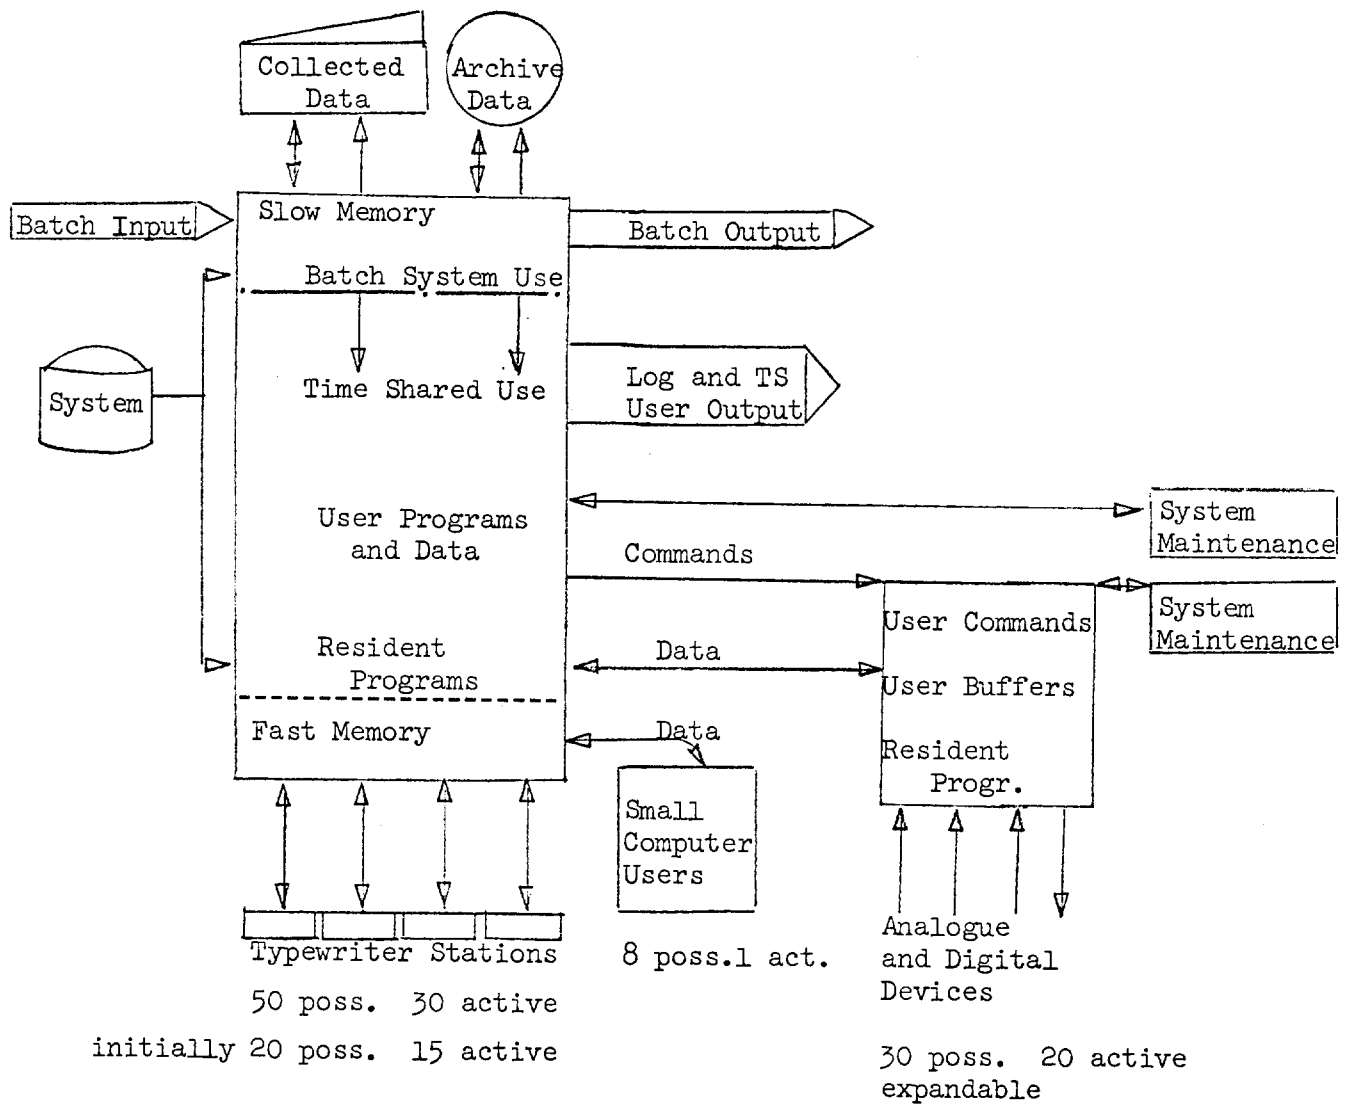 Collected
Data
Archive
Data
Batch Input
Slow Memory
Batch Output
Batch System Use
System
Time Shared Use
Log and TS
User Output
User Programs
and Data
System
Maintenance
Commands
User Commands
System
Maintenance
Resident
Programs
Data
User Buffers
Fast Memory
Data
Resident
Progr.
Small
Computer
Users
Typewriter Stations
50 poss. 30 active
initially 20 poss. 15 active
8 poss.1 act.
Analogue
and Digital
Devices
30 poss. 20 active
expandable